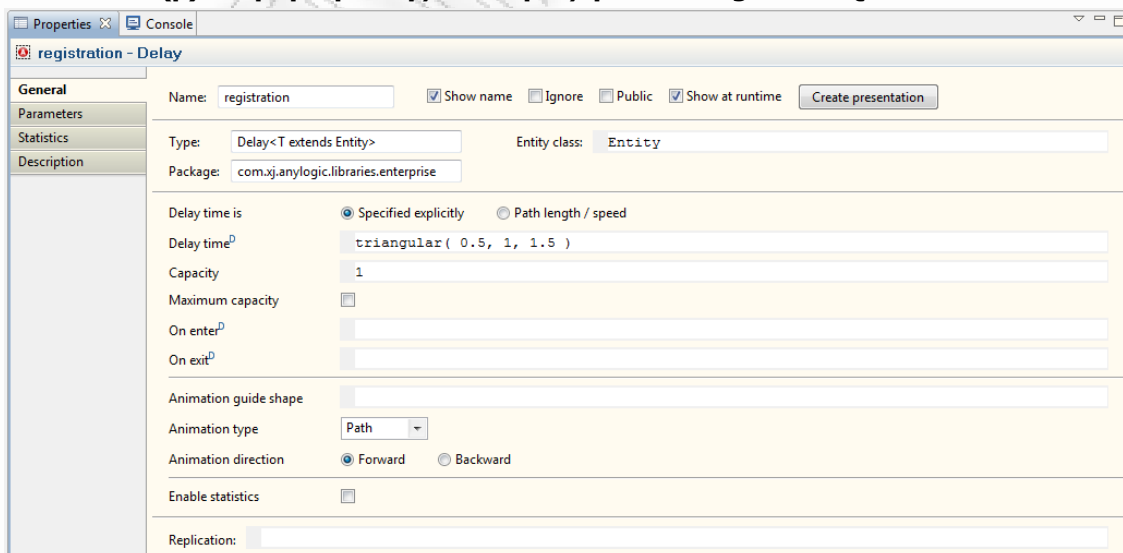 Properties Console
registration - Delay
General
Parameters
Statistics
Description
Name: registration Show name Ignore Public Show at runtime Create presentation
Type: Delay<T extends Entity> Entity class: Entity
Package: com.xj.anylogic.libraries.enterprise
Delay time is Specified explicitly Path length / speed
Delay timeD triangular( 0.5, 1, 1.5 )
Capacity 1
Maximum capacity
On enterD
On exitD
Animation guide shape
Animation type Path
Animation direction Forward Backward
Enable statistics
Replication: